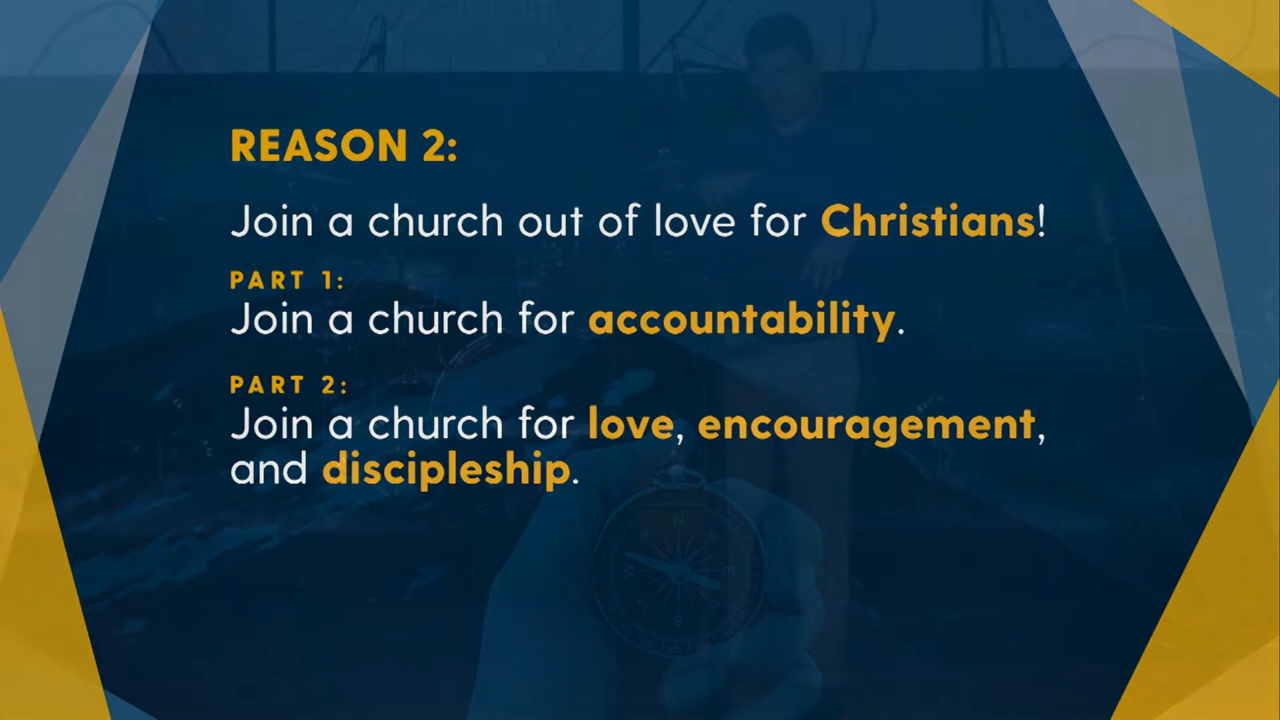 REASON 2:
Join a church out of love for Christians!
PART 1:
Join a church for accountability.
PART 2:
Join a church for love, encouragement,
and discipleship.
N
E
S
W